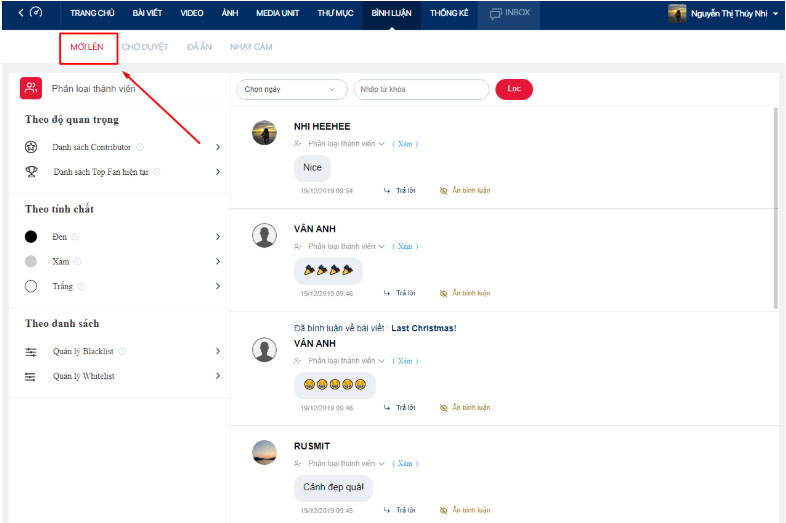 TRANG CHỦ BÀI VIẾT VIDEO ẢNH MEDIA UNIT THƯ MỤC BÌNH LUẬN THỐNG KÊ INBOX Nguyễn Thị Thúy Nhi
MỚI LÊN CHỜ DUYỆT ĐÃ ẨN NHẠY CẢM
Phân loại thành viên
Theo độ quan trọng
Danh sách Contributor
Danh sách Top Fan hiện tại
Theo tính chất
Đen
Xám
Trắng
Theo danh sách
Quản lý Blacklist
Quản lý Whitelist
Chọn ngày Nhập từ khóa Lọc
NHI HEEHEE
Phân loại thành viên ( Xám )
Nice
19/12/2019 09:54 Trả lời Ẩn bình luận
VÂN ANH
Phân loại thành viên ( Xám )
19/12/2019 09:46 Trả lời Ẩn bình luận
Đã bình luận về bài viết : Last Christmas!
VÂN ANH
Phân loại thành viên ( Xám )
19/12/2019 09:46 Trả lời Ẩn bình luận
RUSMIT
Phân loại thành viên ( Xám )
Cảnh đẹp quá!
19/12/2019 09:45 Trả lời Ẩn bình luận